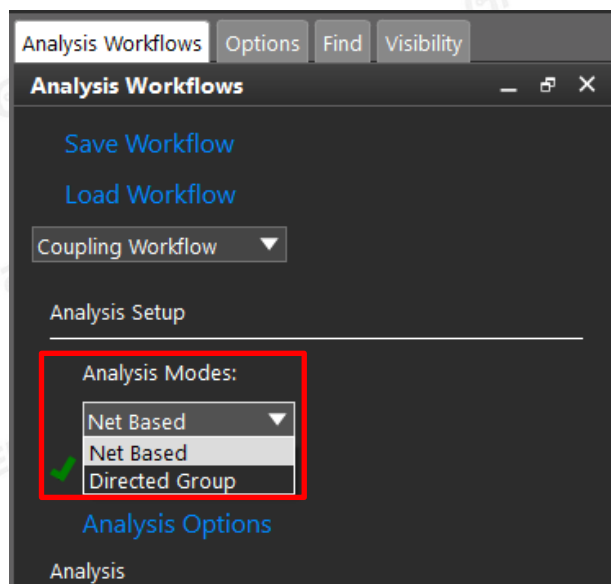 Analysis Workflows Options Find Visibility
Analysis Workflows
Save Workflow
Load Workflow
Coupling Workflow
Analysis Setup
Analysis Modes:
Net Based
Net Based
Directed Group
Analysis Options
Analysis